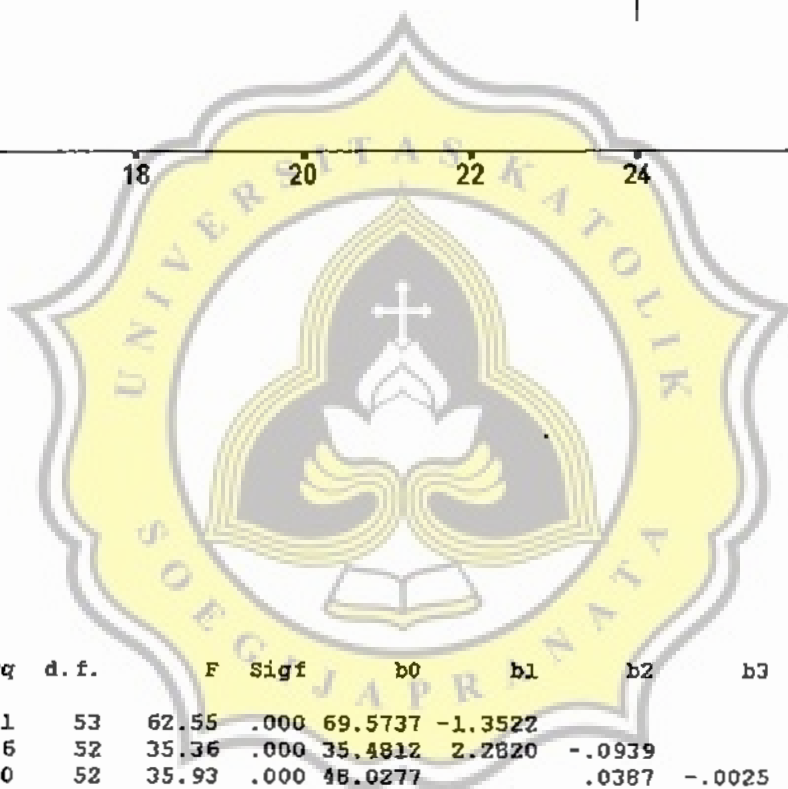 18 20 22 24
UNIVERSITAS KATOLIK
SOEGIJAPRANATA
q d.f. F Sigf b0 b1 b2 b3
1 53 62.55 .000 69.5737 -1.3522
6 52 35.36 .000 35.4812 2.2820 -.0939
0 52 35.93 .000 48.0277 .0387 -.0025